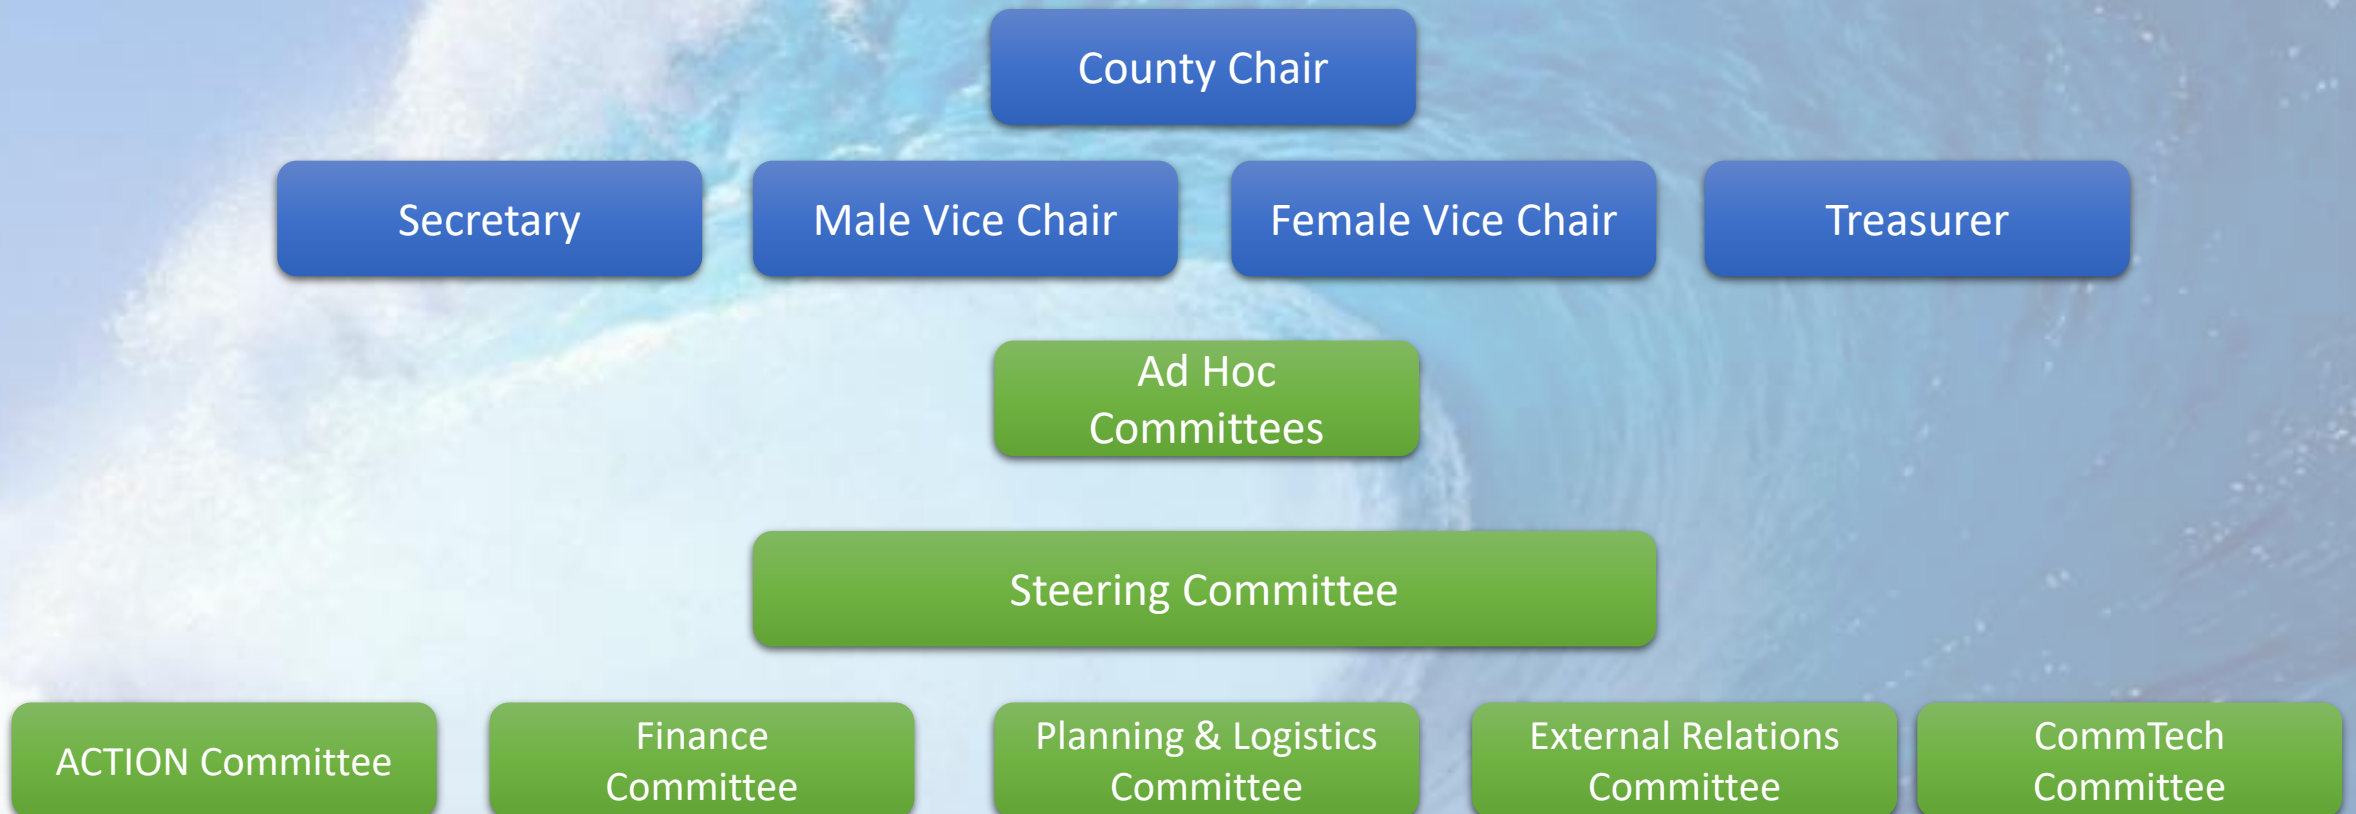 County Chair
Secretary
Male Vice Chair
Female Vice Chair
Treasurer
Ad Hoc
Committees
Steering Committee
ACTION Committee
Finance
Committee
Planning & Logistics
Committee
External Relations
Committee
CommTech
Committee